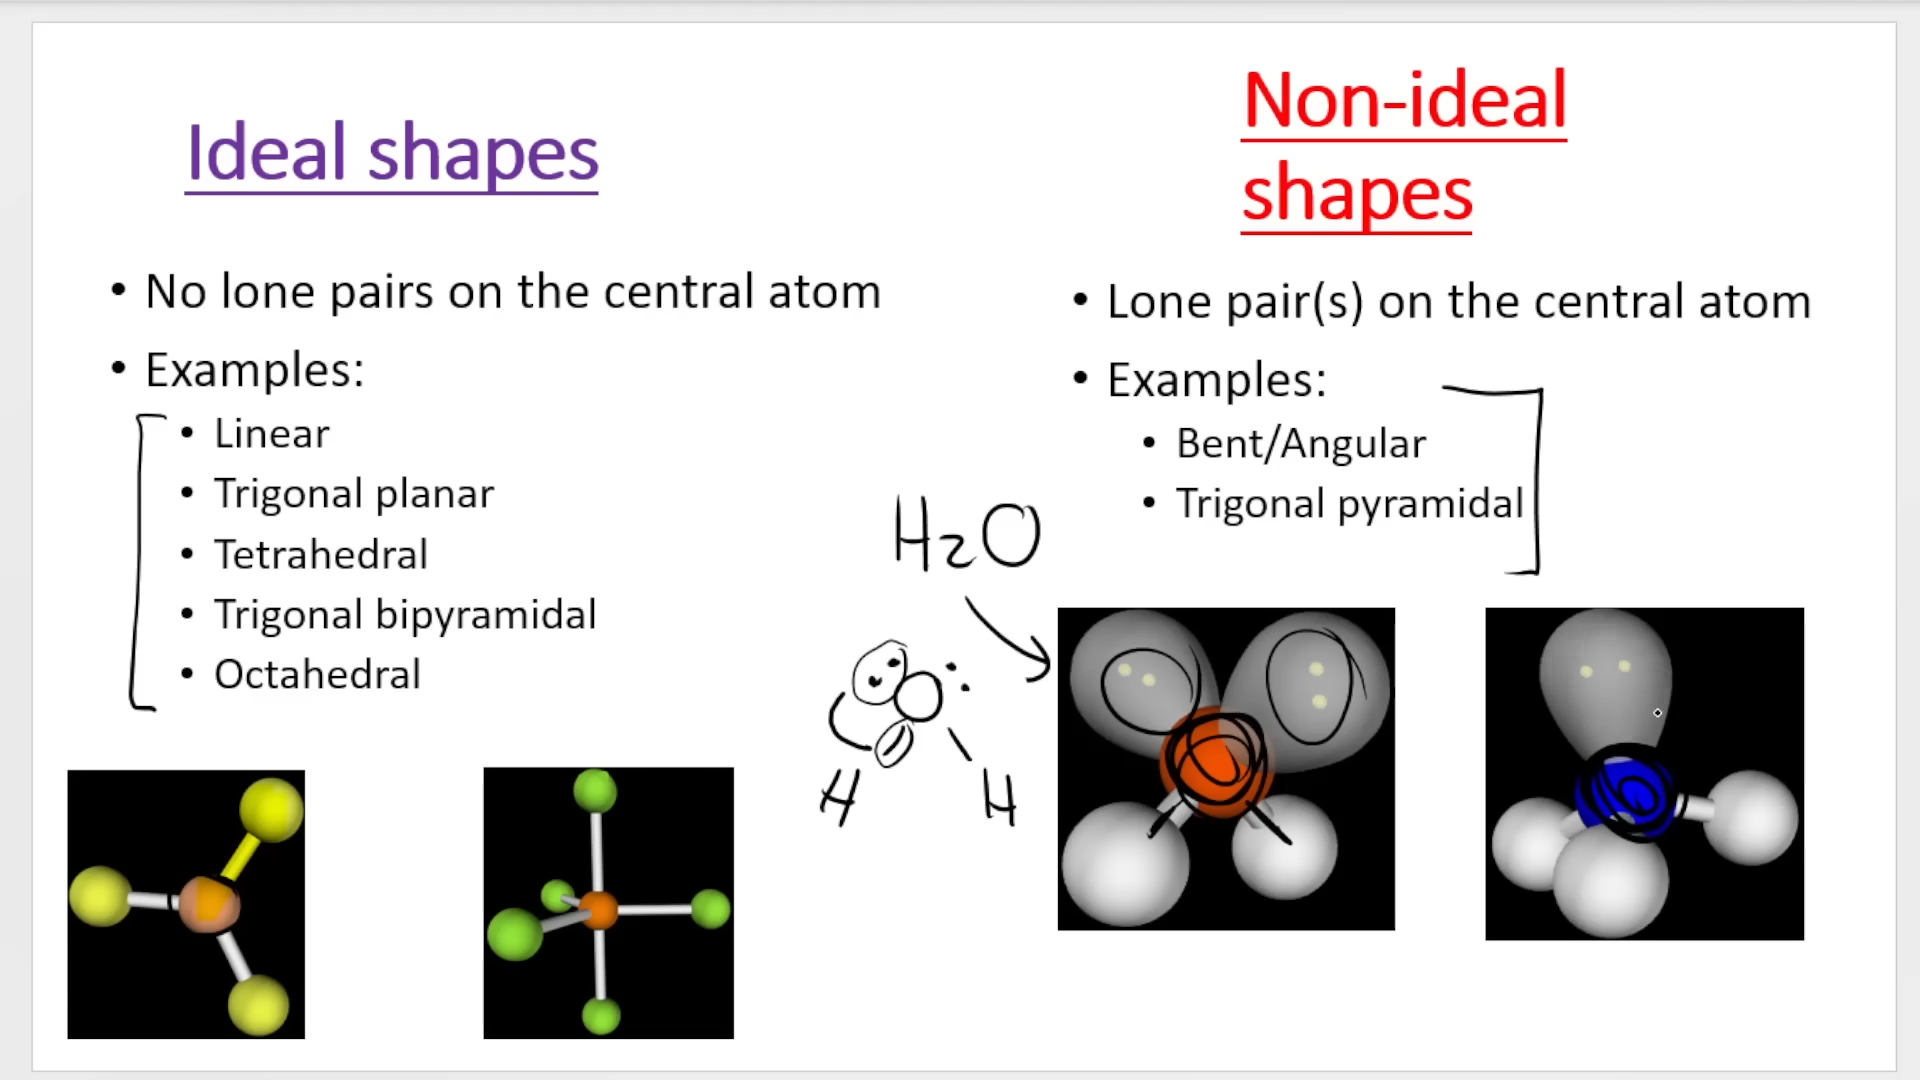 Ideal shapes
• No lone pairs on the central atom
• Examples:
• Linear
• Trigonal planar
• Tetrahedral
• Trigonal bipyramidal
• Octahedral
Non-ideal
shapes
• Lone pair(s) on the central atom
• Examples:
• Bent/Angular
• Trigonal pyramidal
H2O
O
H H